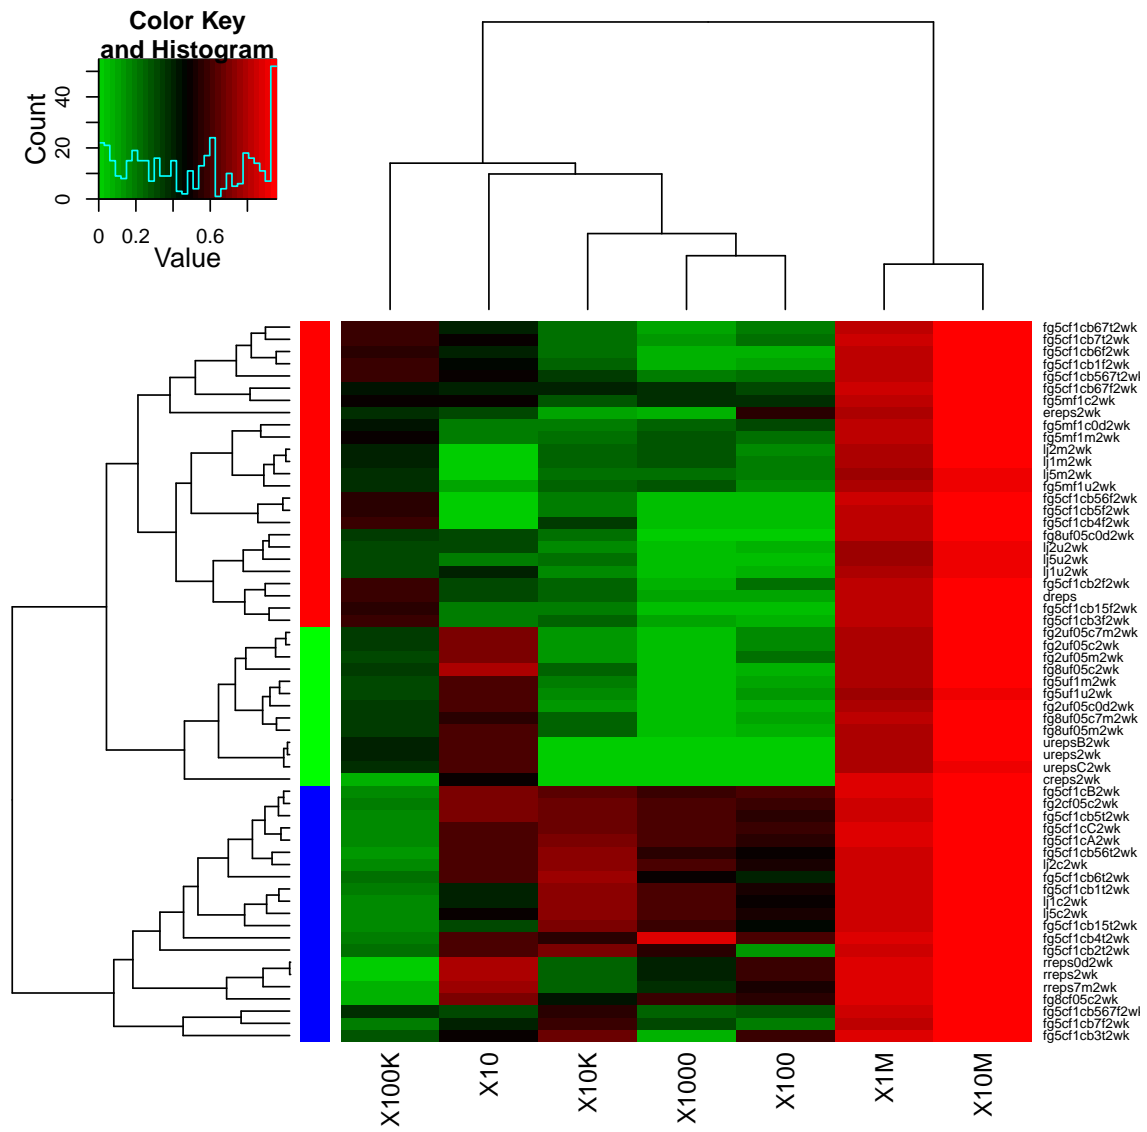 Color Key
and Histogram
Count
0 20 40
0 0.2 0.6
Value
fg5cf1cb67t2wk
fg5cf1cb7t2wk
fg5cf1cb6f2wk
fg5cf1cb1f2wk
fg5cf1cb567t2wl
fg5cf1cb67f2wk
fg5mf1c2wk
ereps2wk
fg5mf1c0d2wk
fg5mf1m2wk
lj2m2wk
lj1m2wk
lj5m2wk
fg5mf1u2wk
fg5cf1cb56f2wk
fg5cf1cb5f2wk
fg5cf1cb4f2wk
fg8uf05c0d2wk
lj2u2wk
lj5u2wk
lj1u2wk
fg5cf1cb2f2wk
dreps
fg5cf1cb15f2wk
fg5cf1cb3f2wk
fg2uf05c7m2wk
fg2uf05c2wk
fg2uf05m2wk
fg8uf05c2wk
fg5uf1m2wk
fg5uf1u2wk
fg2uf05c0d2wk
fg8uf05c7m2wk
fg8uf05m2wk
urepsB2wk
ureps2wk
urepsC2wk
creps2wk
fg5cf1cB2wk
fg2cf05c2wk
fg5cf1cb5t2wk
fg5cf1cC2wk
fg5cf1cA2wk
fg5cf1cb56t2wk
lj2c2wk
fg5cf1cb6t2wk
fg5cf1cb1t2wk
lj1c2wk
lj5c2wk
fg5cf1cb15t2wk
fg5cf1cb4t2wk
fg5cf1cb2t2wk
rreps0d2wk
rreps2wk
rreps7m2wk
fg8cf05c2wk
fg5cf1cb567f2wl
fg5cf1cb7f2wk
fg5cf1cb3t2wk
X100K X10 X10K X1000 X100 X1M X10M